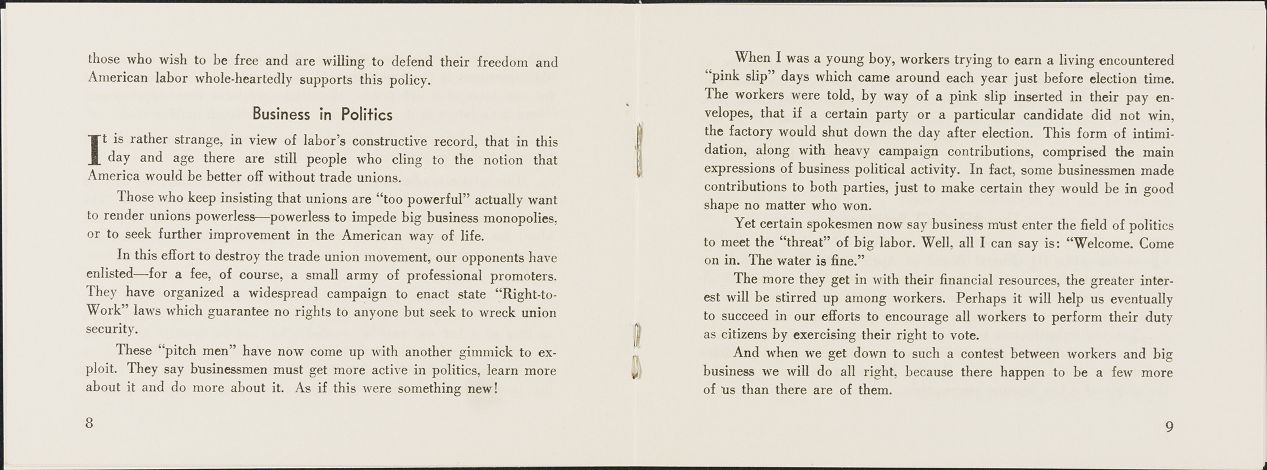 those who wish to be free and are willing to defend their freedom and
American labor whole-heartedly supports this policy.
Business in Politics
It is rather strange, in view of labor's constructive record, that in this
day and age there are still people who cling to the notion that
America would be better off without trade unions.
Those who keep insisting that unions are “too powerful” actually want
to render unions powerless—powerless to impede big business monopolies,
or to seek further improvement in the American way of life.
In this effort to destroy the trade union movement, our opponents have
enlisted—for a fee, of course, a small army of professional promoters.
They have organized a widespread campaign to enact state “Right-to-
Work” laws which guarantee no rights to anyone but seek to wreck union
security.
These “pitch men” have now come up with another gimmick to ex-
ploit. They say businessmen must get more active in politics, learn more
about it and do more about it. As if this were something new!
8
When I was a young boy, workers trying to earn a living encountered
“pink slip” days which came around each year just before election time.
The workers were told, by way of a pink slip inserted in their pay en-
velopes, that if a certain party or a particular candidate did not win,
the factory would shut down the day after election. This form of intimi-
dation, along with heavy campaign contributions, comprised the main
expressions of business political activity. In fact, some businessmen made
contributions to both parties, just to make certain they would be in good
shape no matter who won.
Yet certain spokesmen now say business must enter the field of politics
to meet the “threat” of big labor. Well, all I can say is: “Welcome. Come
on in. The water is fine.”
The more they get in with their financial resources, the greater inter-
est will be stirred up among workers. Perhaps it will help us eventually
to succeed in our efforts to encourage all workers to perform their duty
as citizens by exercising their right to vote.
And when we get down to such a contest between workers and big
business we will do all right, because there happen to be a few more
of us than there are of them.
9